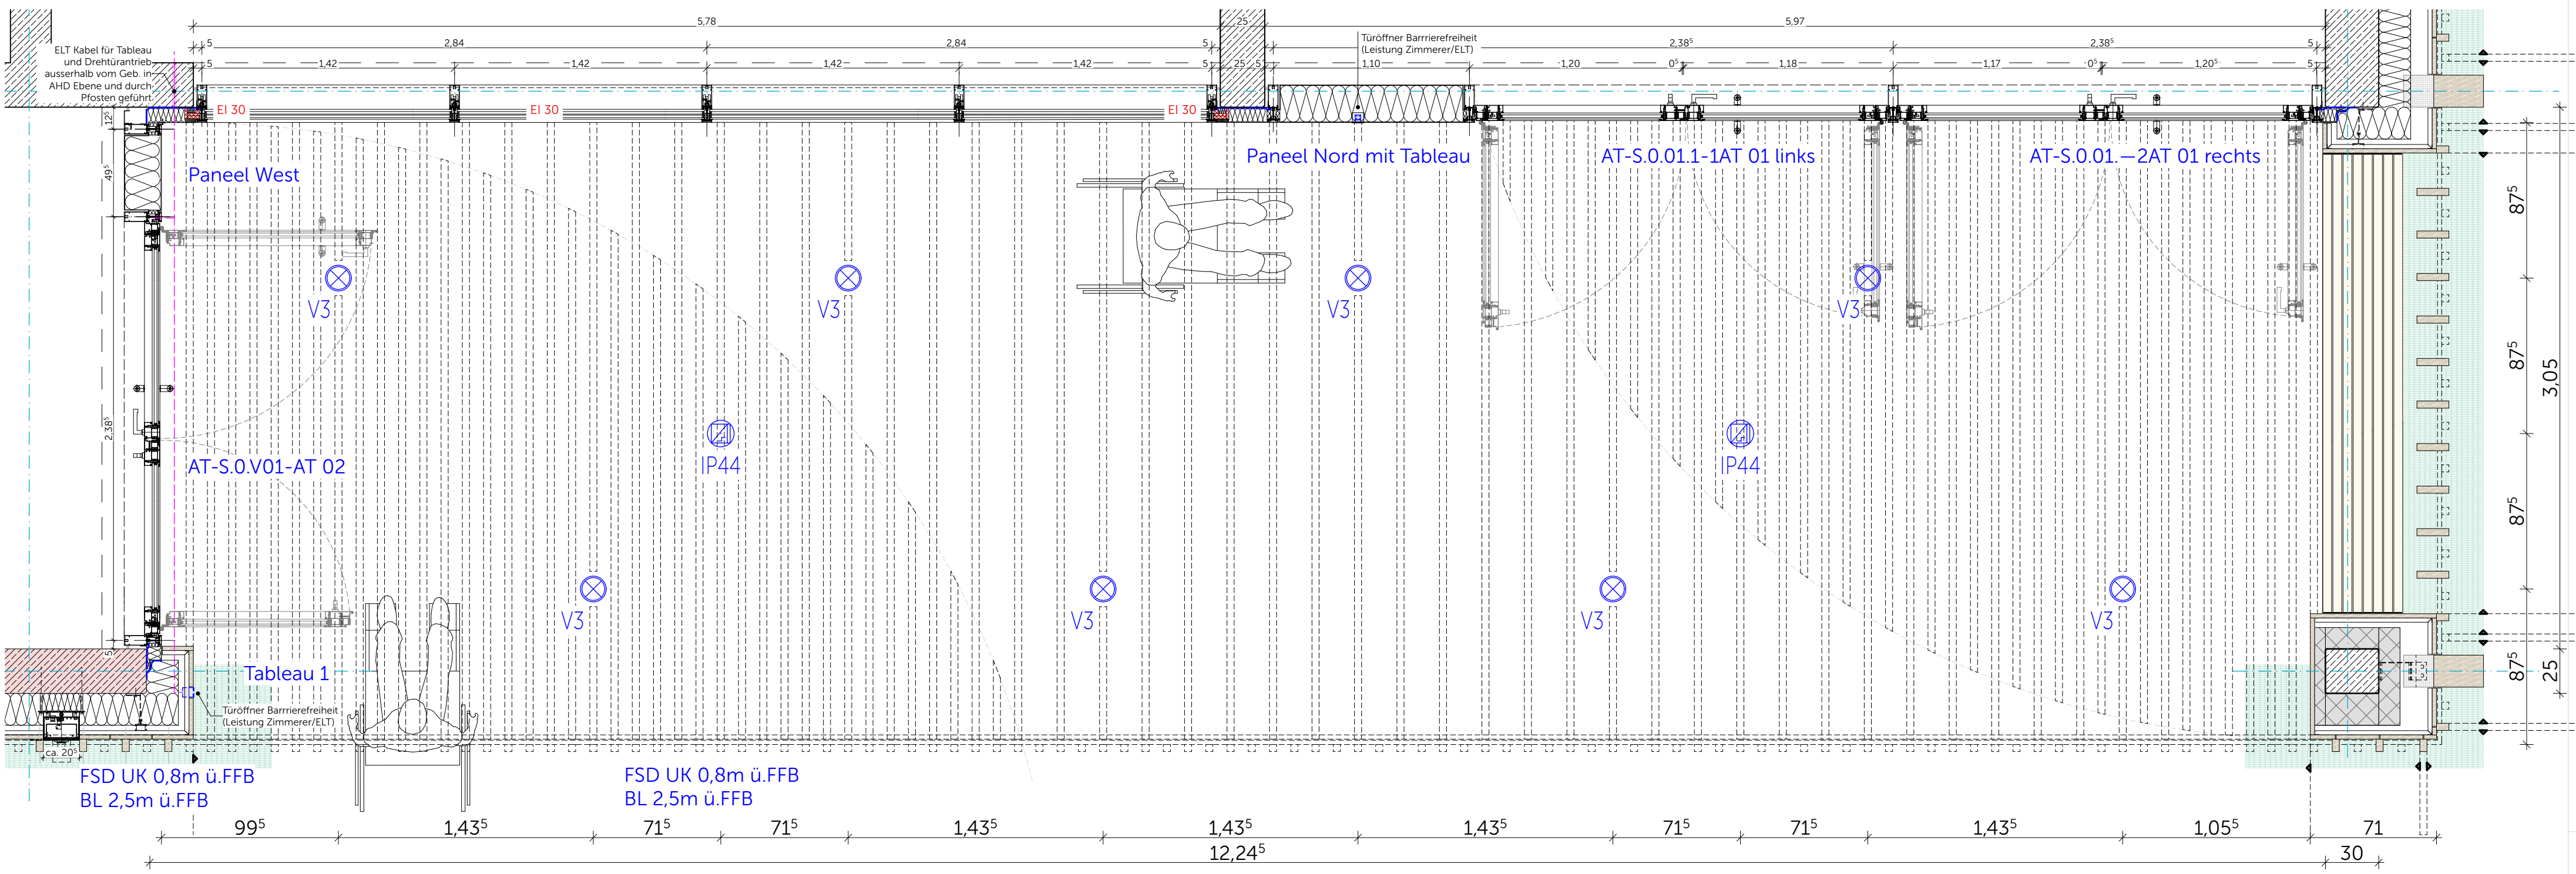 5,78
25
5,97
5
2,84
2,84
5
2,38⁵
2,38⁵
5
5
1,42
1,42
1,42
1,42
5
25
5
1,10
1,20
0⁵
1,18
1,17
0⁵
1,20⁵
5
ELT Kabel für Tableau
und Drehtürantrieb
ausserhalb vom Geb. in
AHD Ebene und durch
Pfosten geführt
Türöffner Barrrierefreiheit
(Leistung Zimmerer/ELT)
EI 30
EI 30
EI 30
12⁵
49⁵
2,38⁵
5
Paneel West
Paneel Nord mit Tableau
AT-S.0.01.1-1AT 01 links
AT-S.0.01.—2AT 01 rechts
V3
V3
V3
V3
AT-S.0.V01-AT 02
IP44
IP44
V3
V3
V3
V3
87⁵
87⁵
87⁵
87⁵
3,05
25
Tableau 1
Türöffner Barrrierefreiheit
(Leistung Zimmerer/ELT)
ca. 20⁵
FSD UK 0,8m ü.FFB
BL 2,5m ü.FFB
FSD UK 0,8m ü.FFB
BL 2,5m ü.FFB
99⁵
1,43⁵
71⁵
71⁵
1,43⁵
1,43⁵
1,43⁵
71⁵
71⁵
1,43⁵
1,05⁵
71
12,24⁵
30